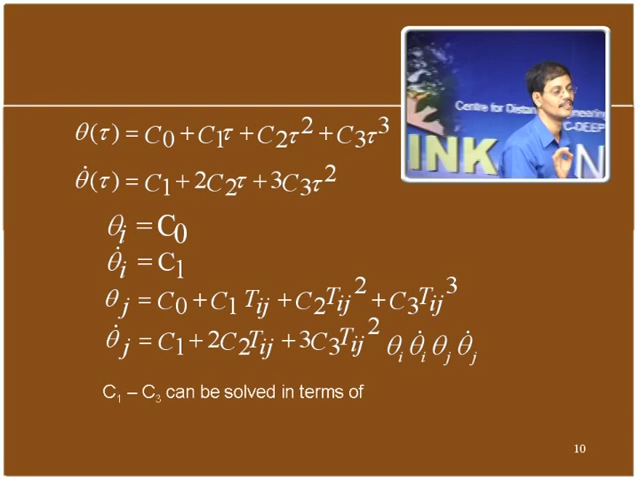 θ(τ) = C0 + C1τ + C2τ² + C3τ³
θ̇(τ) = C1 + 2C2τ + 3C3τ²
θi = C0
θ̇i = C1
θj = C0 + C1 Tij + C2Tij² + C3Tij³
θ̇j = C1 + 2C2Tij + 3C3Tij² θi θ̇i θj θ̇j
C1 – C3 can be solved in terms of
Centre for Distan
INK
N
10